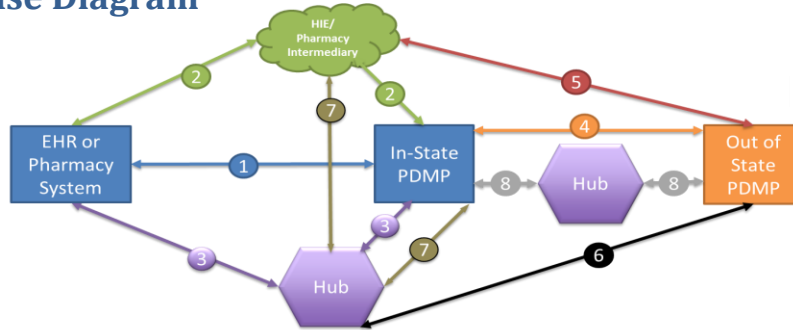 se Diagram
HIE/
Pharmacy
Intermediary
2
5
2
7
4
EHR or
Pharmacy
System
1
In-State
PDMP
8
Hub
8
Out of
State
PDMP
3
3
7
6
Hub